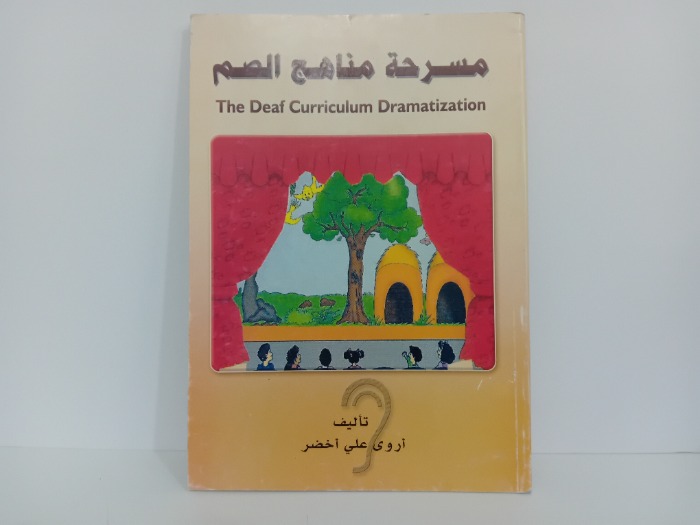 مسرحة مناهج الصم
The Deaf Curriculum Dramatization
تأليف
أروى علي أخضر